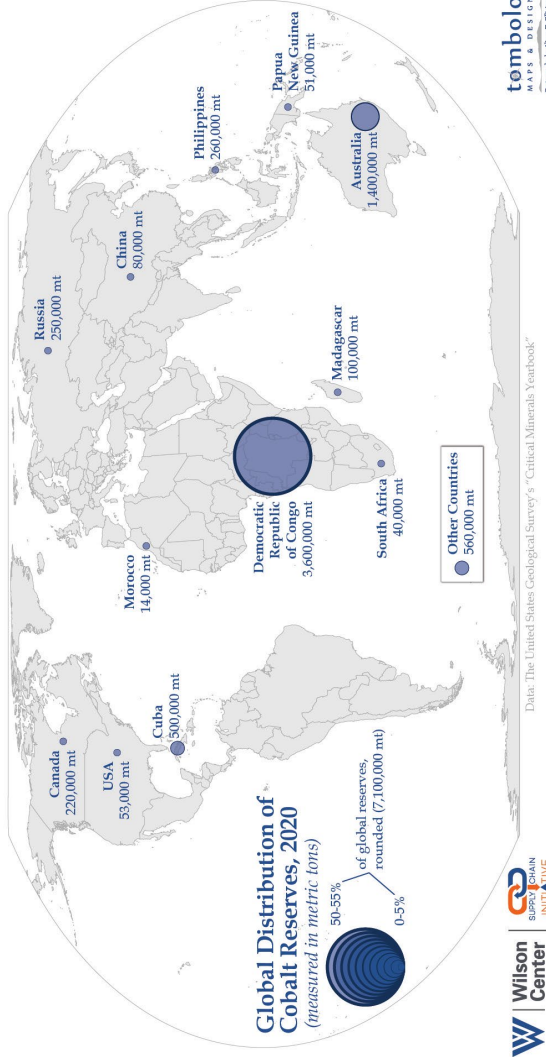 Global Distribution of
Cobalt Reserves, 2020
(measured in metric tons)
50-55%
of global reserves,
rounded (7,100,000 mt)
0-5%
Canada
220,000 mt
USA
53,000 mt
Cuba
500,000 mt
Morocco
14,000 mt
Democratic
Republic
of Congo
3,600,000 mt
South Africa
40,000 mt
Madagascar
100,000 mt
Russia
250,000 mt
China
80,000 mt
Philippines
260,000 mt
Papua
New Guinea
51,000 mt
Australia
1,400,000 mt
Other Countries
560,000 mt
Data: The United States Geological Survey's "Critical Minerals Yearbook"
Wilson
Center
SUPPLY CHAIN
INITIATIVE
tombolo
MAPS & DESIGN